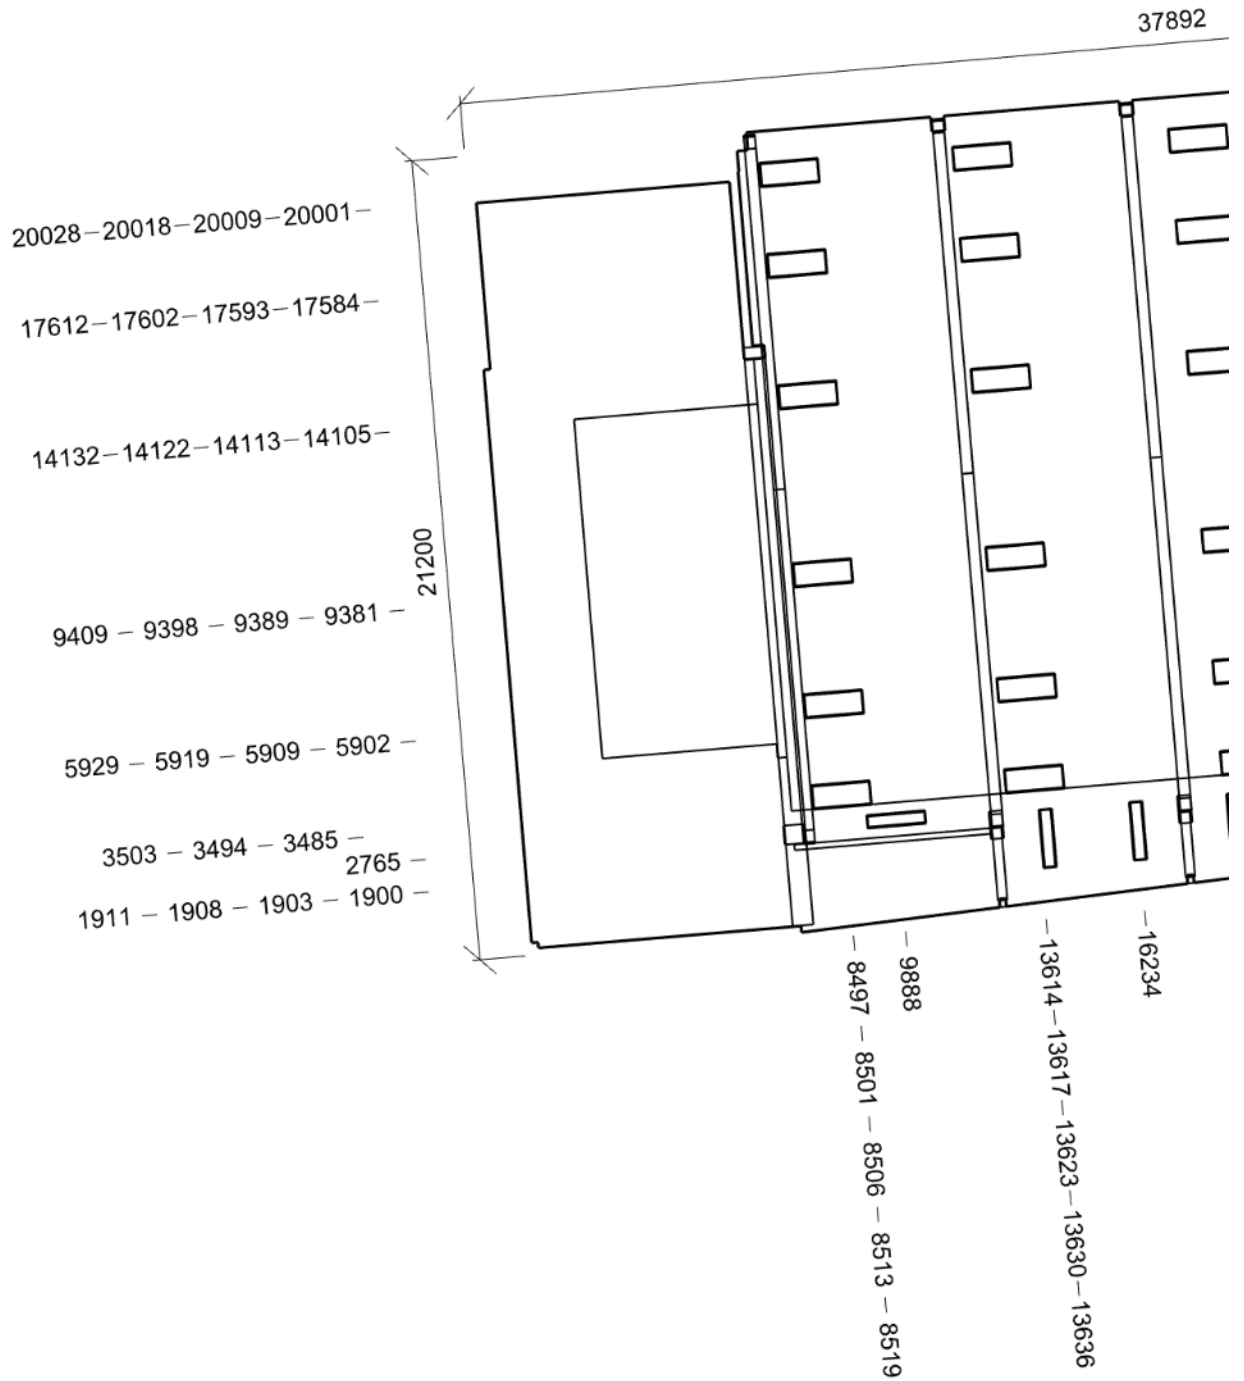 37892
20028-20018-20009-20001-
17612-17602-17593-17584-
14132-14122-14113-14105-
21200
9409 - 9398 - 9389 - 9381 -
5929 - 5919 - 5909 - 5902 -
3503 - 3494 - 3485 -
2765 -
1911 - 1908 - 1903 - 1900 -
-8497 - 8501 - 8506 - 8513 - 8519
-9888
-13614-13617-13623-13630-13636
-16234